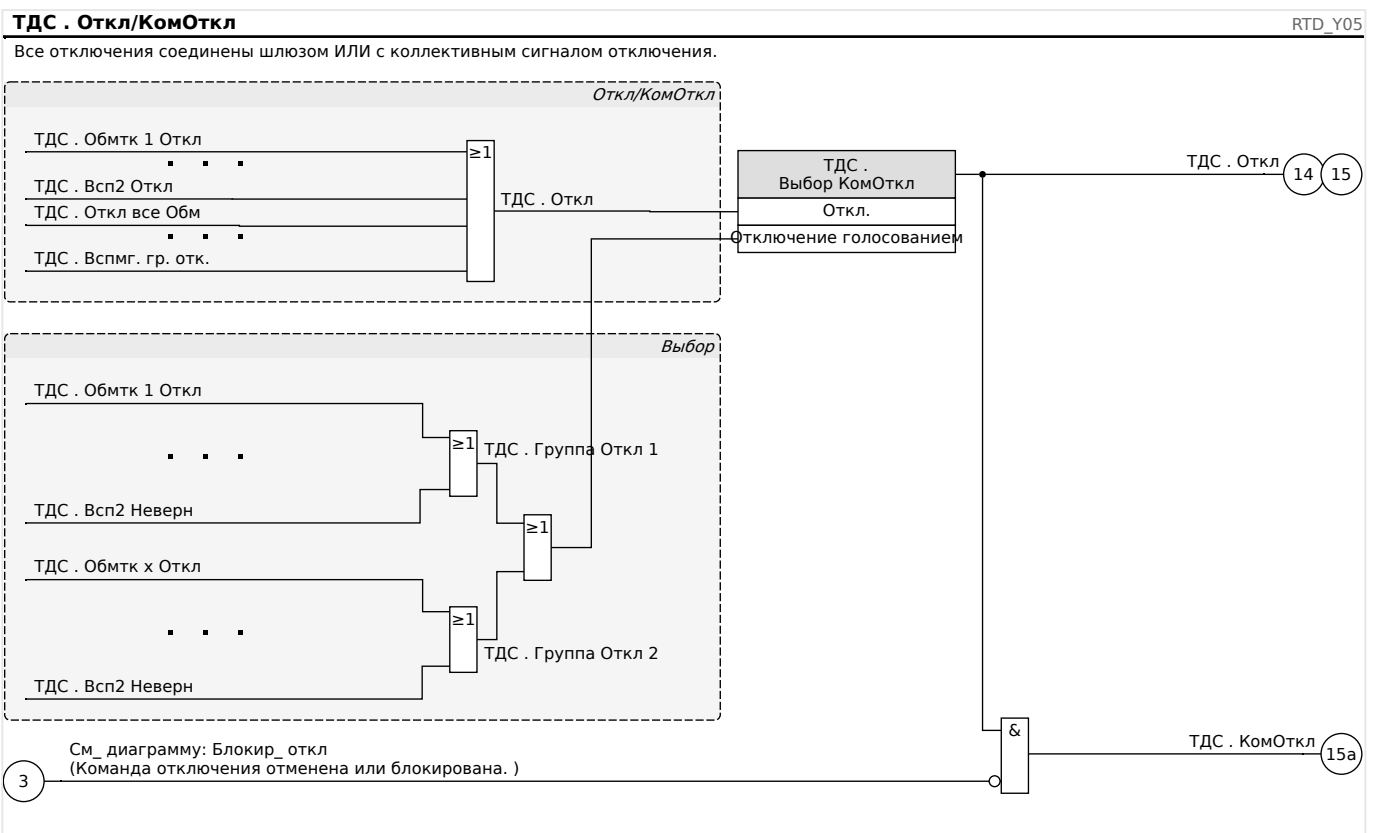 ТДС . Откл/КомОткл
RTD_Y05
Все отключения соединены шлюзом ИЛИ с коллективным сигналом отключения.
Откл/КомОткл
ТДС . Обмтк 1 Откл
≥1
ТДС . Всп2 Откл
ТДС . Откл все Обм
ТДС . Вспмг. гр. отк.
ТДС . Откл
ТДС .
Выбор КомОткл
Откл.
Отключение голосованием
ТДС . Откл
14
15
Выбор
ТДС . Обмтк 1 Откл
≥1
ТДС . Группа Откл 1
ТДС . Всп2 Неверн
≥1
ТДС . Обмтк x Откл
≥1
ТДС . Группа Откл 2
ТДС . Всп2 Неверн
&
ТДС . КомОткл
15a
См_ диаграмму: Блокир_ откл
(Команда отключения отменена или блокирована. )
3